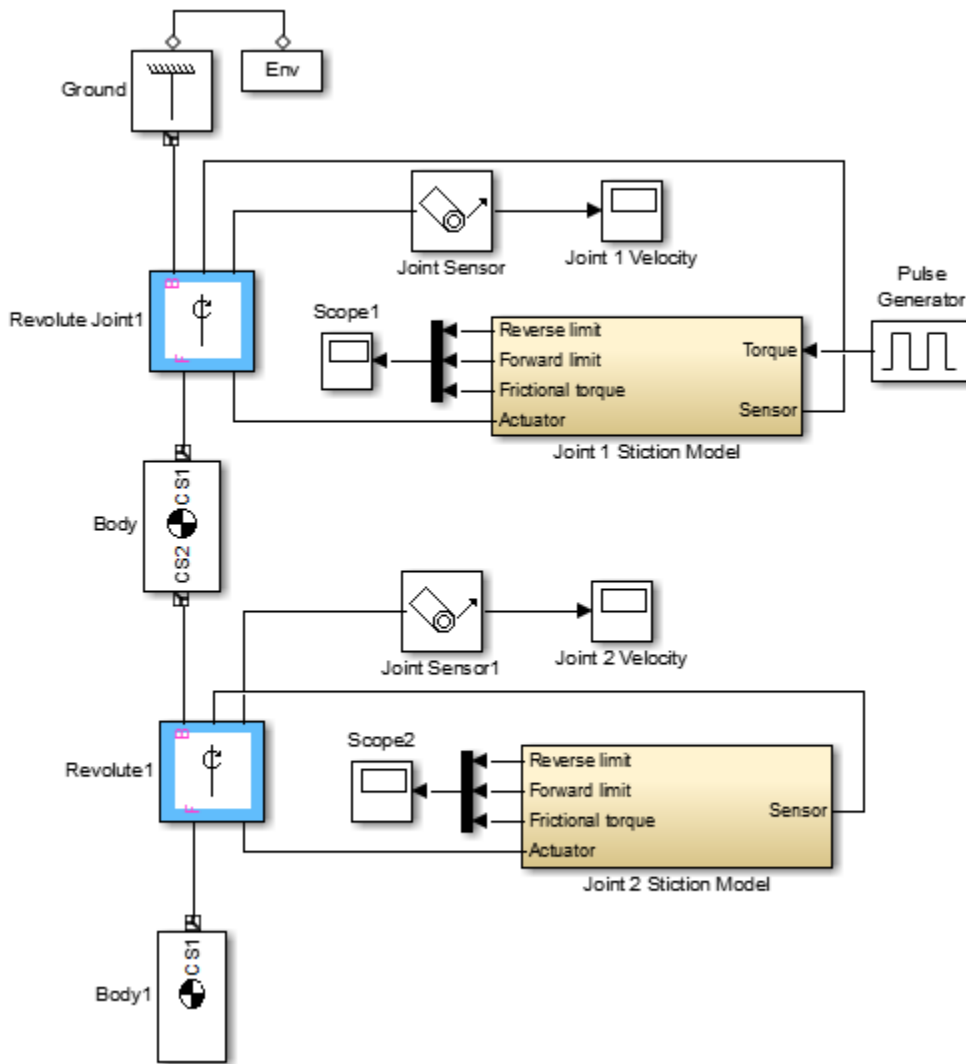 Env
Ground
Joint Sensor
Joint 1 Velocity
Pulse
Generator
B
Revolute Joint1
F
Scope1
Reverse limit
Forward limit
Frictional torque
Actuator
Torque
Sensor
Joint 1 Stiction Model
CS1
Body
CS2
Joint Sensor1
Joint 2 Velocity
B
Revolute1
F
Scope2
Reverse limit
Forward limit
Frictional torque
Actuator
Sensor
Joint 2 Stiction Model
CS1
Body1